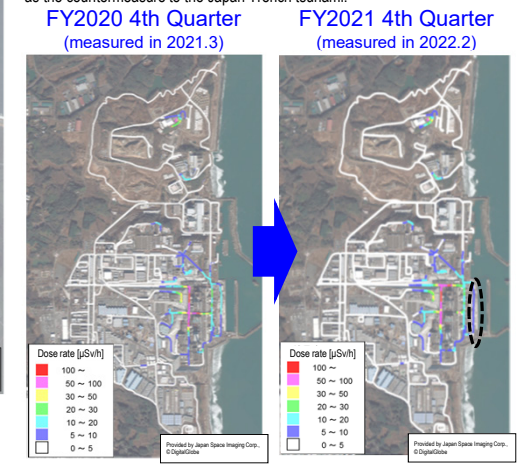 as the countermeasure to the Japan Trench tsunami.
FY2020 4th Quarter
(measured in 2021.3)
FY2021 4th Quarter
(measured in 2022.2)
Dose rate [μSv/h]
100 ～
50 ～ 100
30 ～ 50
20 ～ 30
10 ～ 20
5 ～ 10
0 ～ 5
Provided by Japan Space Imaging Corp.,
© DigitalGlobe
Dose rate [μSv/h]
100 ～
50 ～ 100
30 ～ 50
20 ～ 30
10 ～ 20
5 ～ 10
0 ～ 5
Provided by Japan Space Imaging Corp.,
© DigitalGlobe